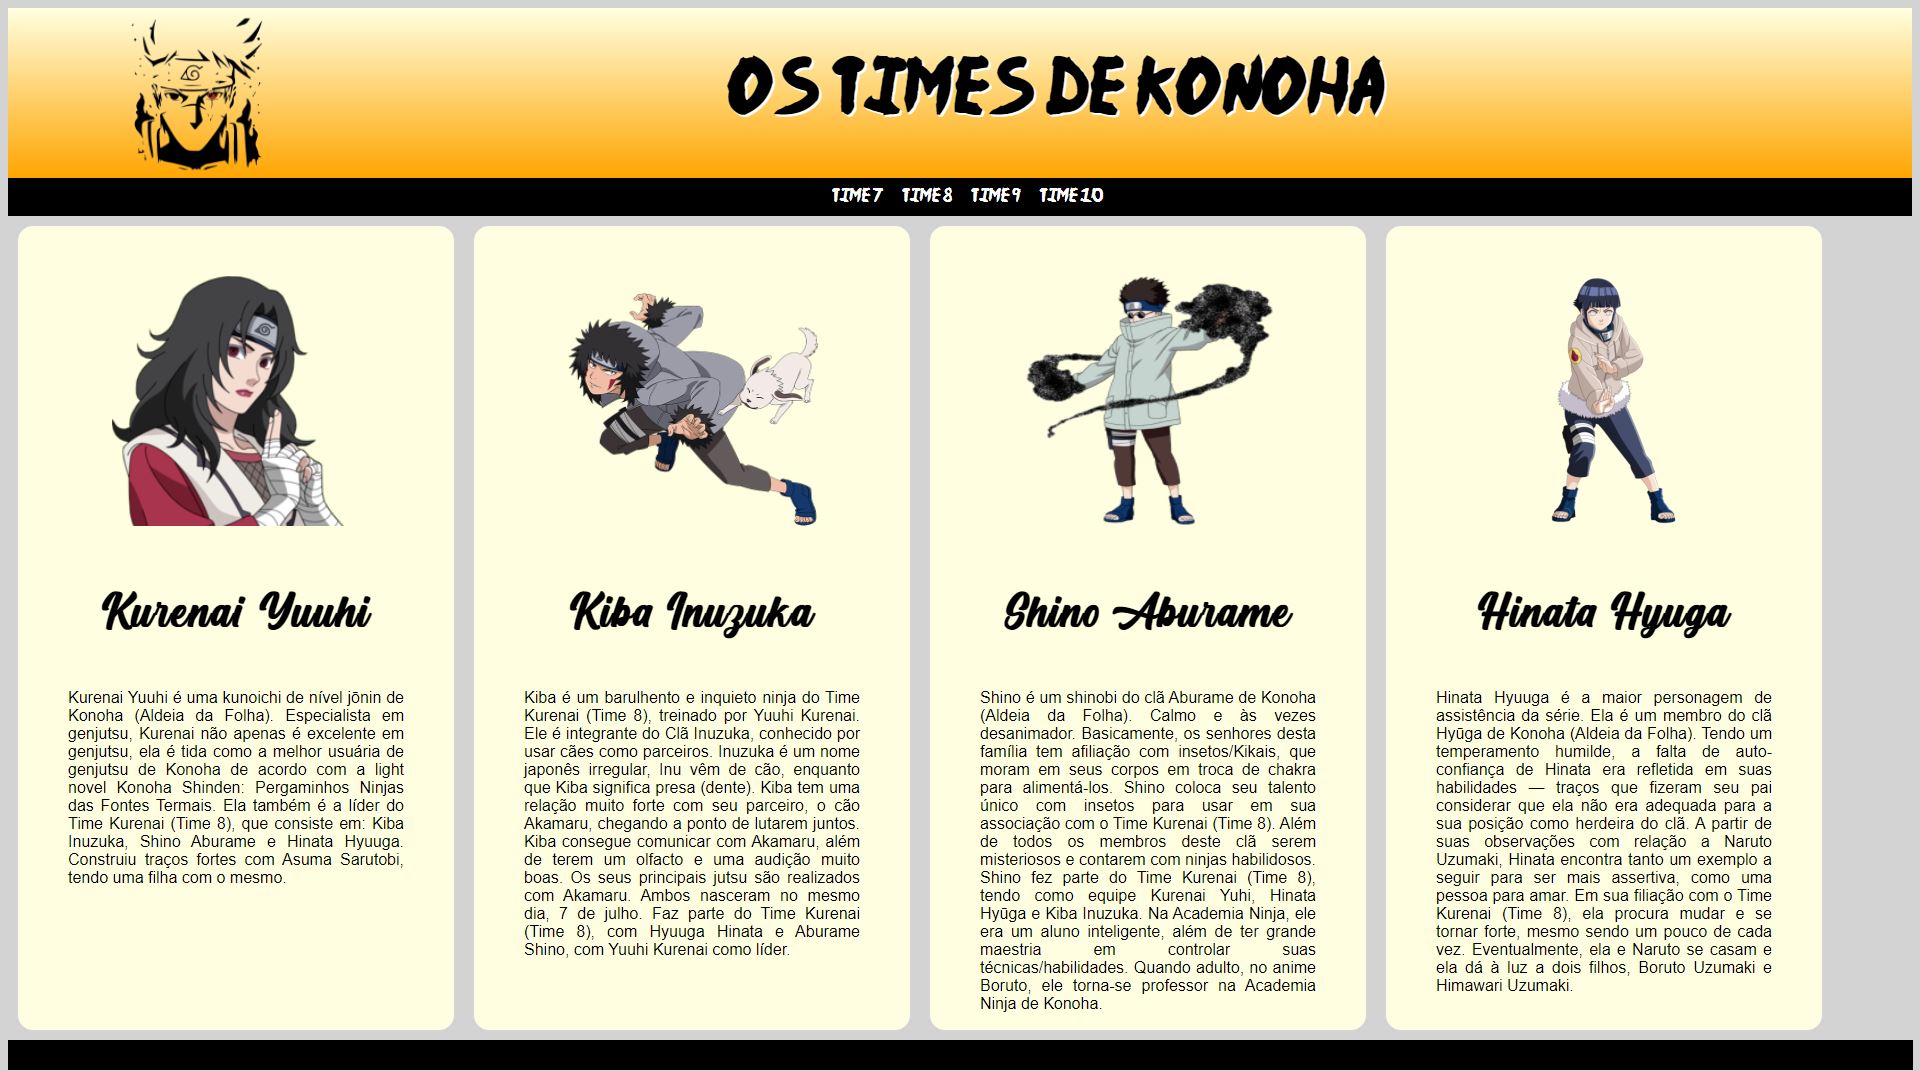 OS TIMES DE KONOHA
TIME 7 TIME 8 TIME 9 TIME 10
Kurenai Yuuhi
Kurenai Yuuhi é uma kunoichi de nível jōnin de
Konoha (Aldeia da Folha). Especialista em
genjutsu, Kurenai não apenas é excelente em
genjutsu, ela é tida como a melhor usuária de
genjutsu de Konoha de acordo com a light
novel Konoha Shinden: Pergaminhos Ninjas
das Fontes Termais. Ela também é a líder do
Time Kurenai (Time 8), que consiste em: Kiba
Inuzuka, Shino Aburame e Hinata Hyuuga.
Construiu traços fortes com Asuma Sarutobi,
tendo uma filha com o mesmo.
Kiba Inuzuka
Kiba é um barulhento e inquieto ninja do Time
Kurenai (Time 8), treinado por Yuuhi Kurenai.
Ele é integrante do Clã Inuzuka, conhecido por
usar cães como parceiros. Inuzuka é um nome
japonês irregular, Inu vêm de cão, enquanto
que Kiba significa presa (dente). Kiba tem uma
relação muito forte com seu parceiro, o cão
Akamaru, chegando a ponto de lutarem juntos.
Kiba consegue comunicar com Akamaru, além
de terem um olfacto e uma audição muito
boas. Os seus principais jutsu são realizados
com Akamaru. Ambos nasceram no mesmo
dia, 7 de julho. Faz parte do Time Kurenai
(Time 8), com Hyuuga Hinata e Aburame
Shino, com Yuuhi Kurenai como líder.
Shino Aburame
Shino é um shinobi do clã Aburame de Konoha
(Aldeia da Folha). Calmo e às vezes
desanimador. Basicamente, os senhores desta
família tem afiliação com insetos/Kikais, que
moram em seus corpos em troca de chakra
para alimentá-los. Shino coloca seu talento
único com insetos para usar em sua
associação com o Time Kurenai (Time 8). Além
de todos os membros deste clã serem
misteriosos e contarem com ninjas habilidosos.
Shino fez parte do Time Kurenai (Time 8),
tendo como equipe Kurenai Yuhi, Hinata
Hyūga e Kiba Inuzuka. Na Academia Ninja, ele
era um aluno inteligente, além de ter grande
maestria em controlar suas
técnicas/habilidades. Quando adulto, no anime
Boruto, ele torna-se professor na Academia
Ninja de Konoha.
Hinata Hyuga
Hinata Hyuuga é a maior personagem de
assistência da série. Ela é um membro do clã
Hyūga de Konoha (Aldeia da Folha). Tendo um
temperamento humilde, a falta de auto-
confiança de Hinata era refletida em suas
habilidades — traços que fizeram seu pai
considerar que ela não era adequada para a
sua posição como herdeira do clã. A partir de
suas observações com relação a Naruto
Uzumaki, Hinata encontra tanto um exemplo a
seguir para ser mais assertiva, como uma
pessoa para amar. Em sua filiação com o Time
Kurenai (Time 8), ela procura mudar e se
tornar forte, mesmo sendo um pouco de cada
vez. Eventualmente, ela e Naruto se casam e
ela dá à luz a dois filhos, Boruto Uzumaki e
Himawari Uzumaki.